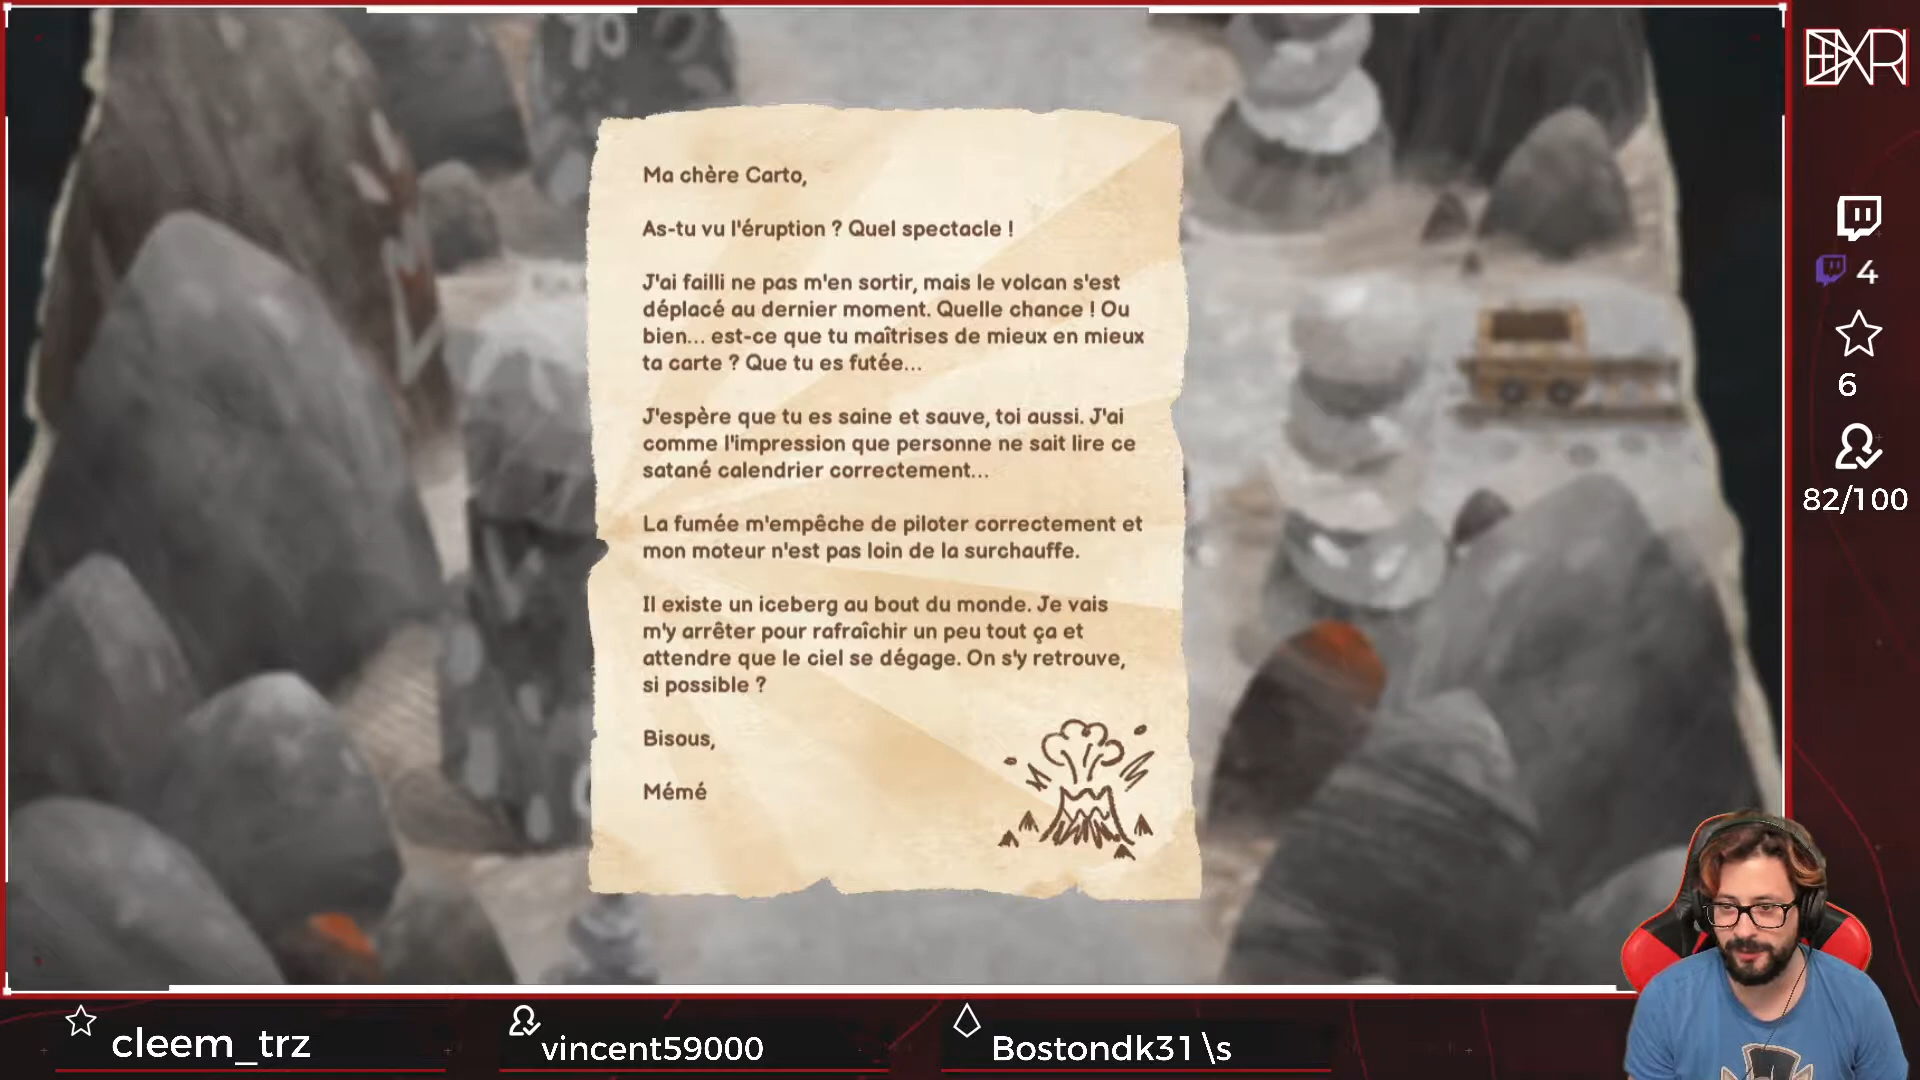 Ma chère Carto,
As-tu vu l'éruption ? Quel spectacle !
J'ai failli ne pas m'en sortir, mais le volcan s'est
déplacé au dernier moment. Quelle chance ! Ou
bien... est-ce que tu maîtrises de mieux en mieux
ta carte ? Que tu es futée...
J'espère que tu es saine et sauve, toi aussi. J'ai
comme l'impression que personne ne sait lire ce
satané calendrier correctement...
La fumée m'empêche de piloter correctement et
mon moteur n'est pas loin de la surchauffe.
Il existe un iceberg au bout du monde. Je vais
m'y arrêter pour rafraîchir un peu tout ça et
attendre que le ciel se dégage. On s'y retrouve,
si possible ?
Bisous,
Mémé
4
6
82/100
cleem_trz
vincent59000
Bostondk31 \s